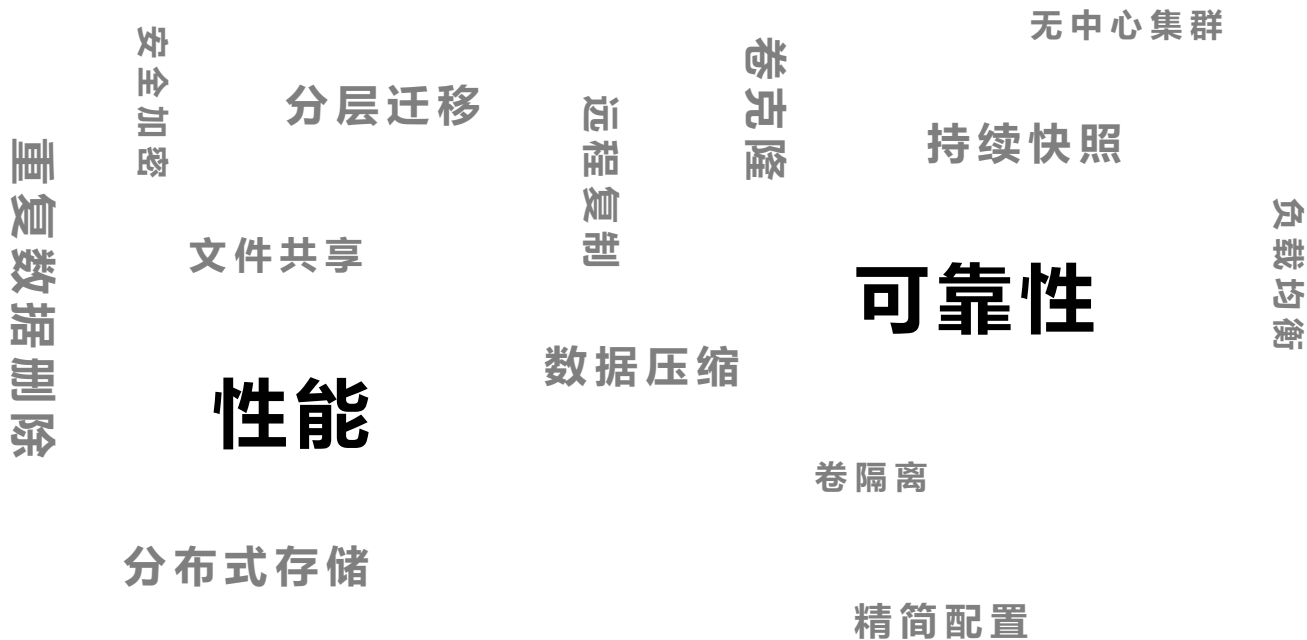 无中心集群
安全加密
卷克隆
分层迁移
远程复制
持续快照
重复数据删除
负载均衡
文件共享
可靠性
数据压缩
性能
卷隔离
分布式存储
精简配置